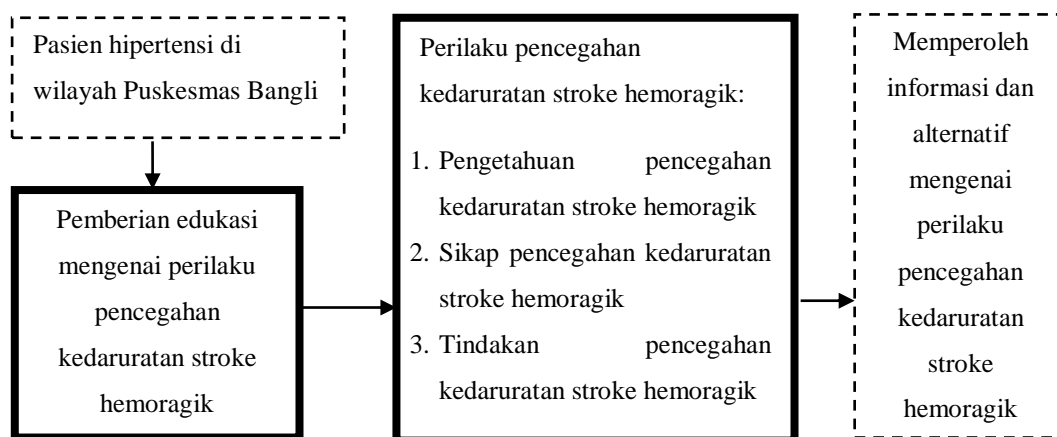 Pasien hipertensi di
wilayah Puskesmas Bangli
Pemberian edukasi
mengenai perilaku
pencegahan
kedaruratan stroke
hemoragik
Perilaku pencegahan
kedaruratan stroke hemoragik:
1. Pengetahuan pencegahan
kedaruratan stroke hemoragik
2. Sikap pencegahan kedaruratan
stroke hemoragik
3. Tindakan pencegahan
kedaruratan stroke hemoragik
Memperoleh
informasi dan
alternatif
mengenai
perilaku
pencegahan
kedaruratan
stroke
hemoragik